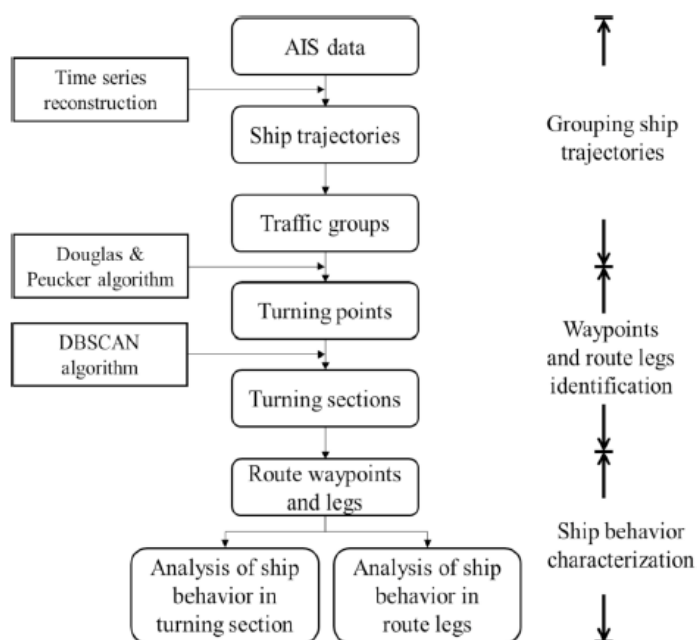 AIS data
Time series
reconstruction
Ship trajectories
Grouping ship
trajectories
Traffic groups
Douglas &
Peucker algorithm
Turning points
DBSCAN
algorithm
Waypoints
and route legs
identification
Turning sections
Route waypoints
and legs
Ship behavior
characterization
Analysis of ship
behavior in
turning section
Analysis of ship
behavior in
route legs